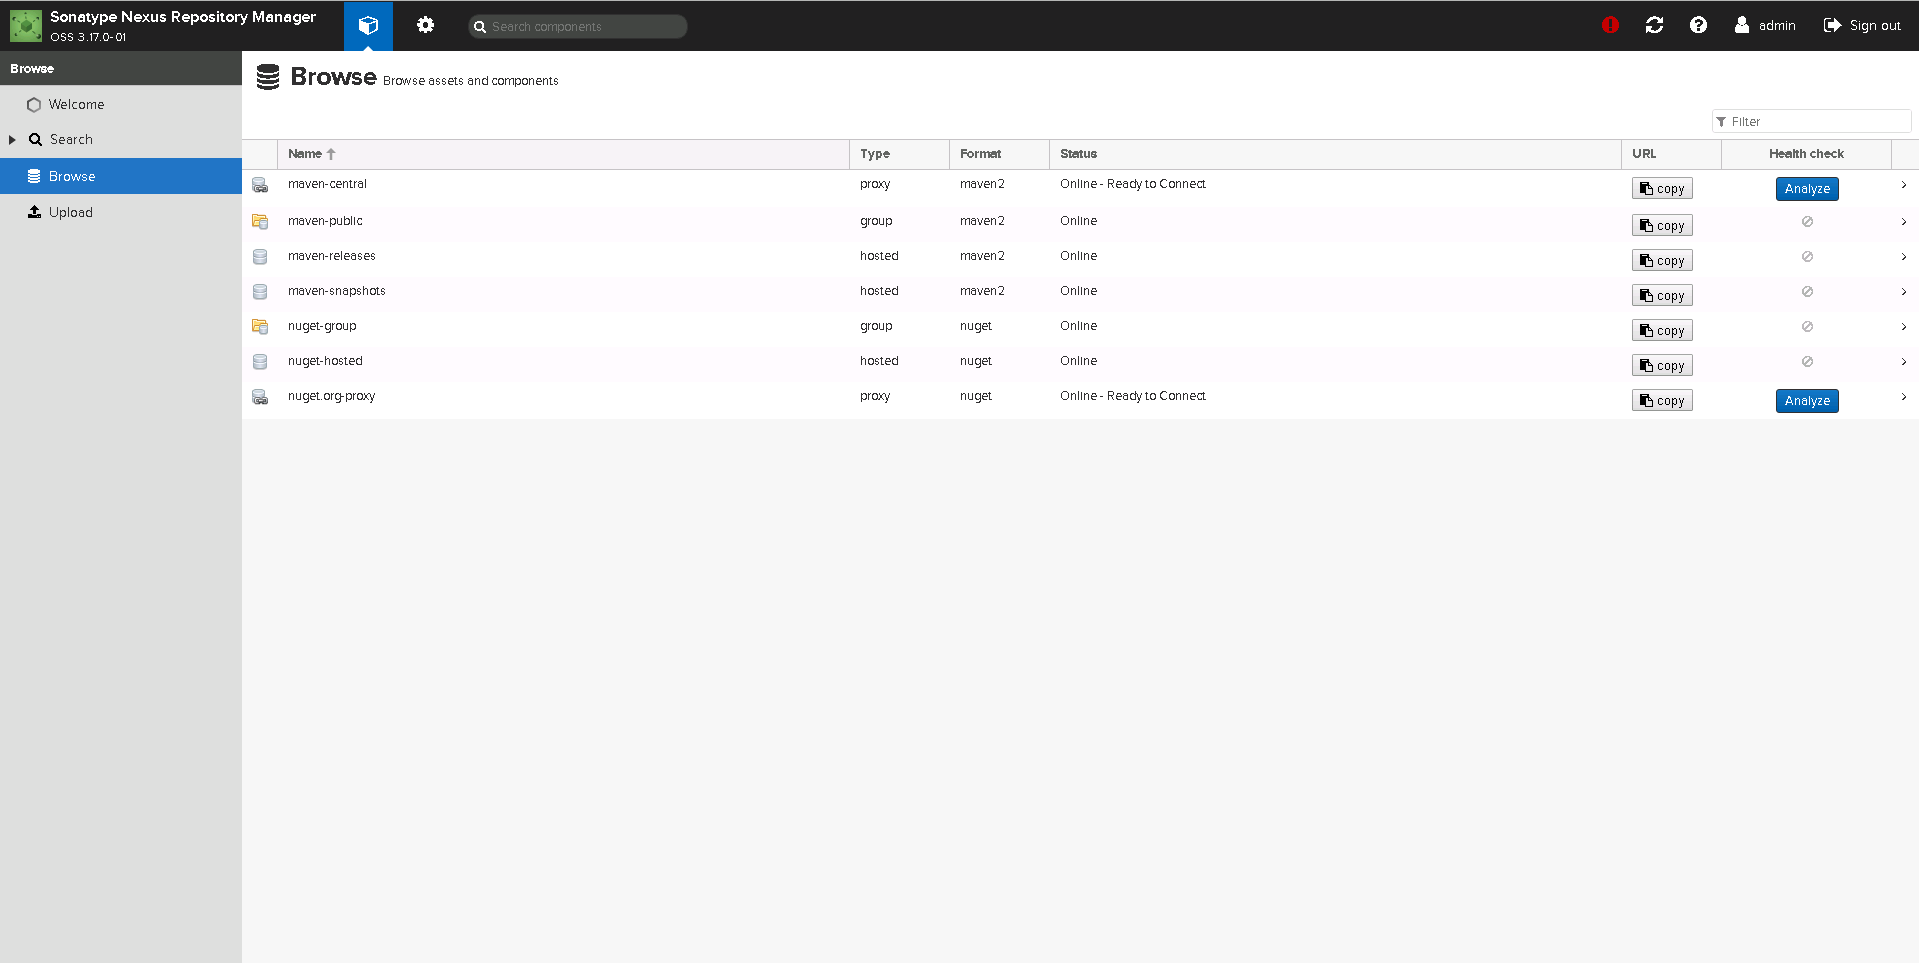 Sonatype Nexus Repository Manager
OSS 3.17.0-01
Search components
admin
Sign out
Browse
Welcome
Search
Browse
Upload
Browse Browse assets and components
Filter
Name Type Format Status URL Health check
maven-central proxy maven2 Online - Ready to Connect copy Analyze
maven-public group maven2 Online copy
maven-releases hosted maven2 Online copy
maven-snapshots hosted maven2 Online copy
nuget-group group nuget Online copy
nuget-hosted hosted nuget Online copy
nuget.org-proxy proxy nuget Online - Ready to Connect copy Analyze